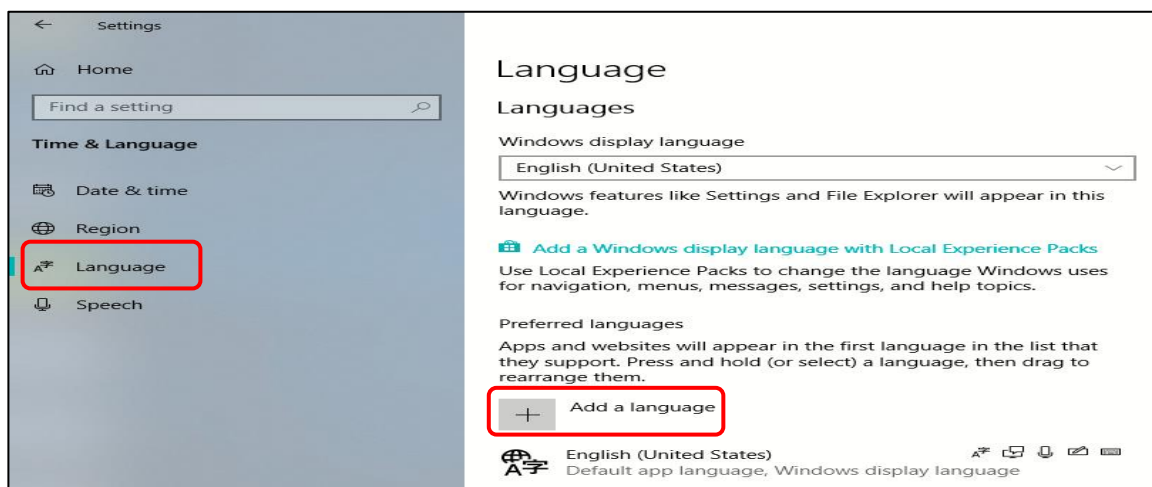 Settings
Home
Find a setting
Time & Language
Date & time
Region
Language
Speech
Language
Languages
Windows display language
English (United States)
Windows features like Settings and File Explorer will appear in this
language.
Add a Windows display language with Local Experience Packs
Use Local Experience Packs to change the language Windows uses
for navigation, menus, messages, settings, and help topics.
Preferred languages
Apps and websites will appear in the first language in the list that
they support. Press and hold (or select) a language, then drag to
rearrange them.
Add a language
English (United States)
Default app language, Windows display language